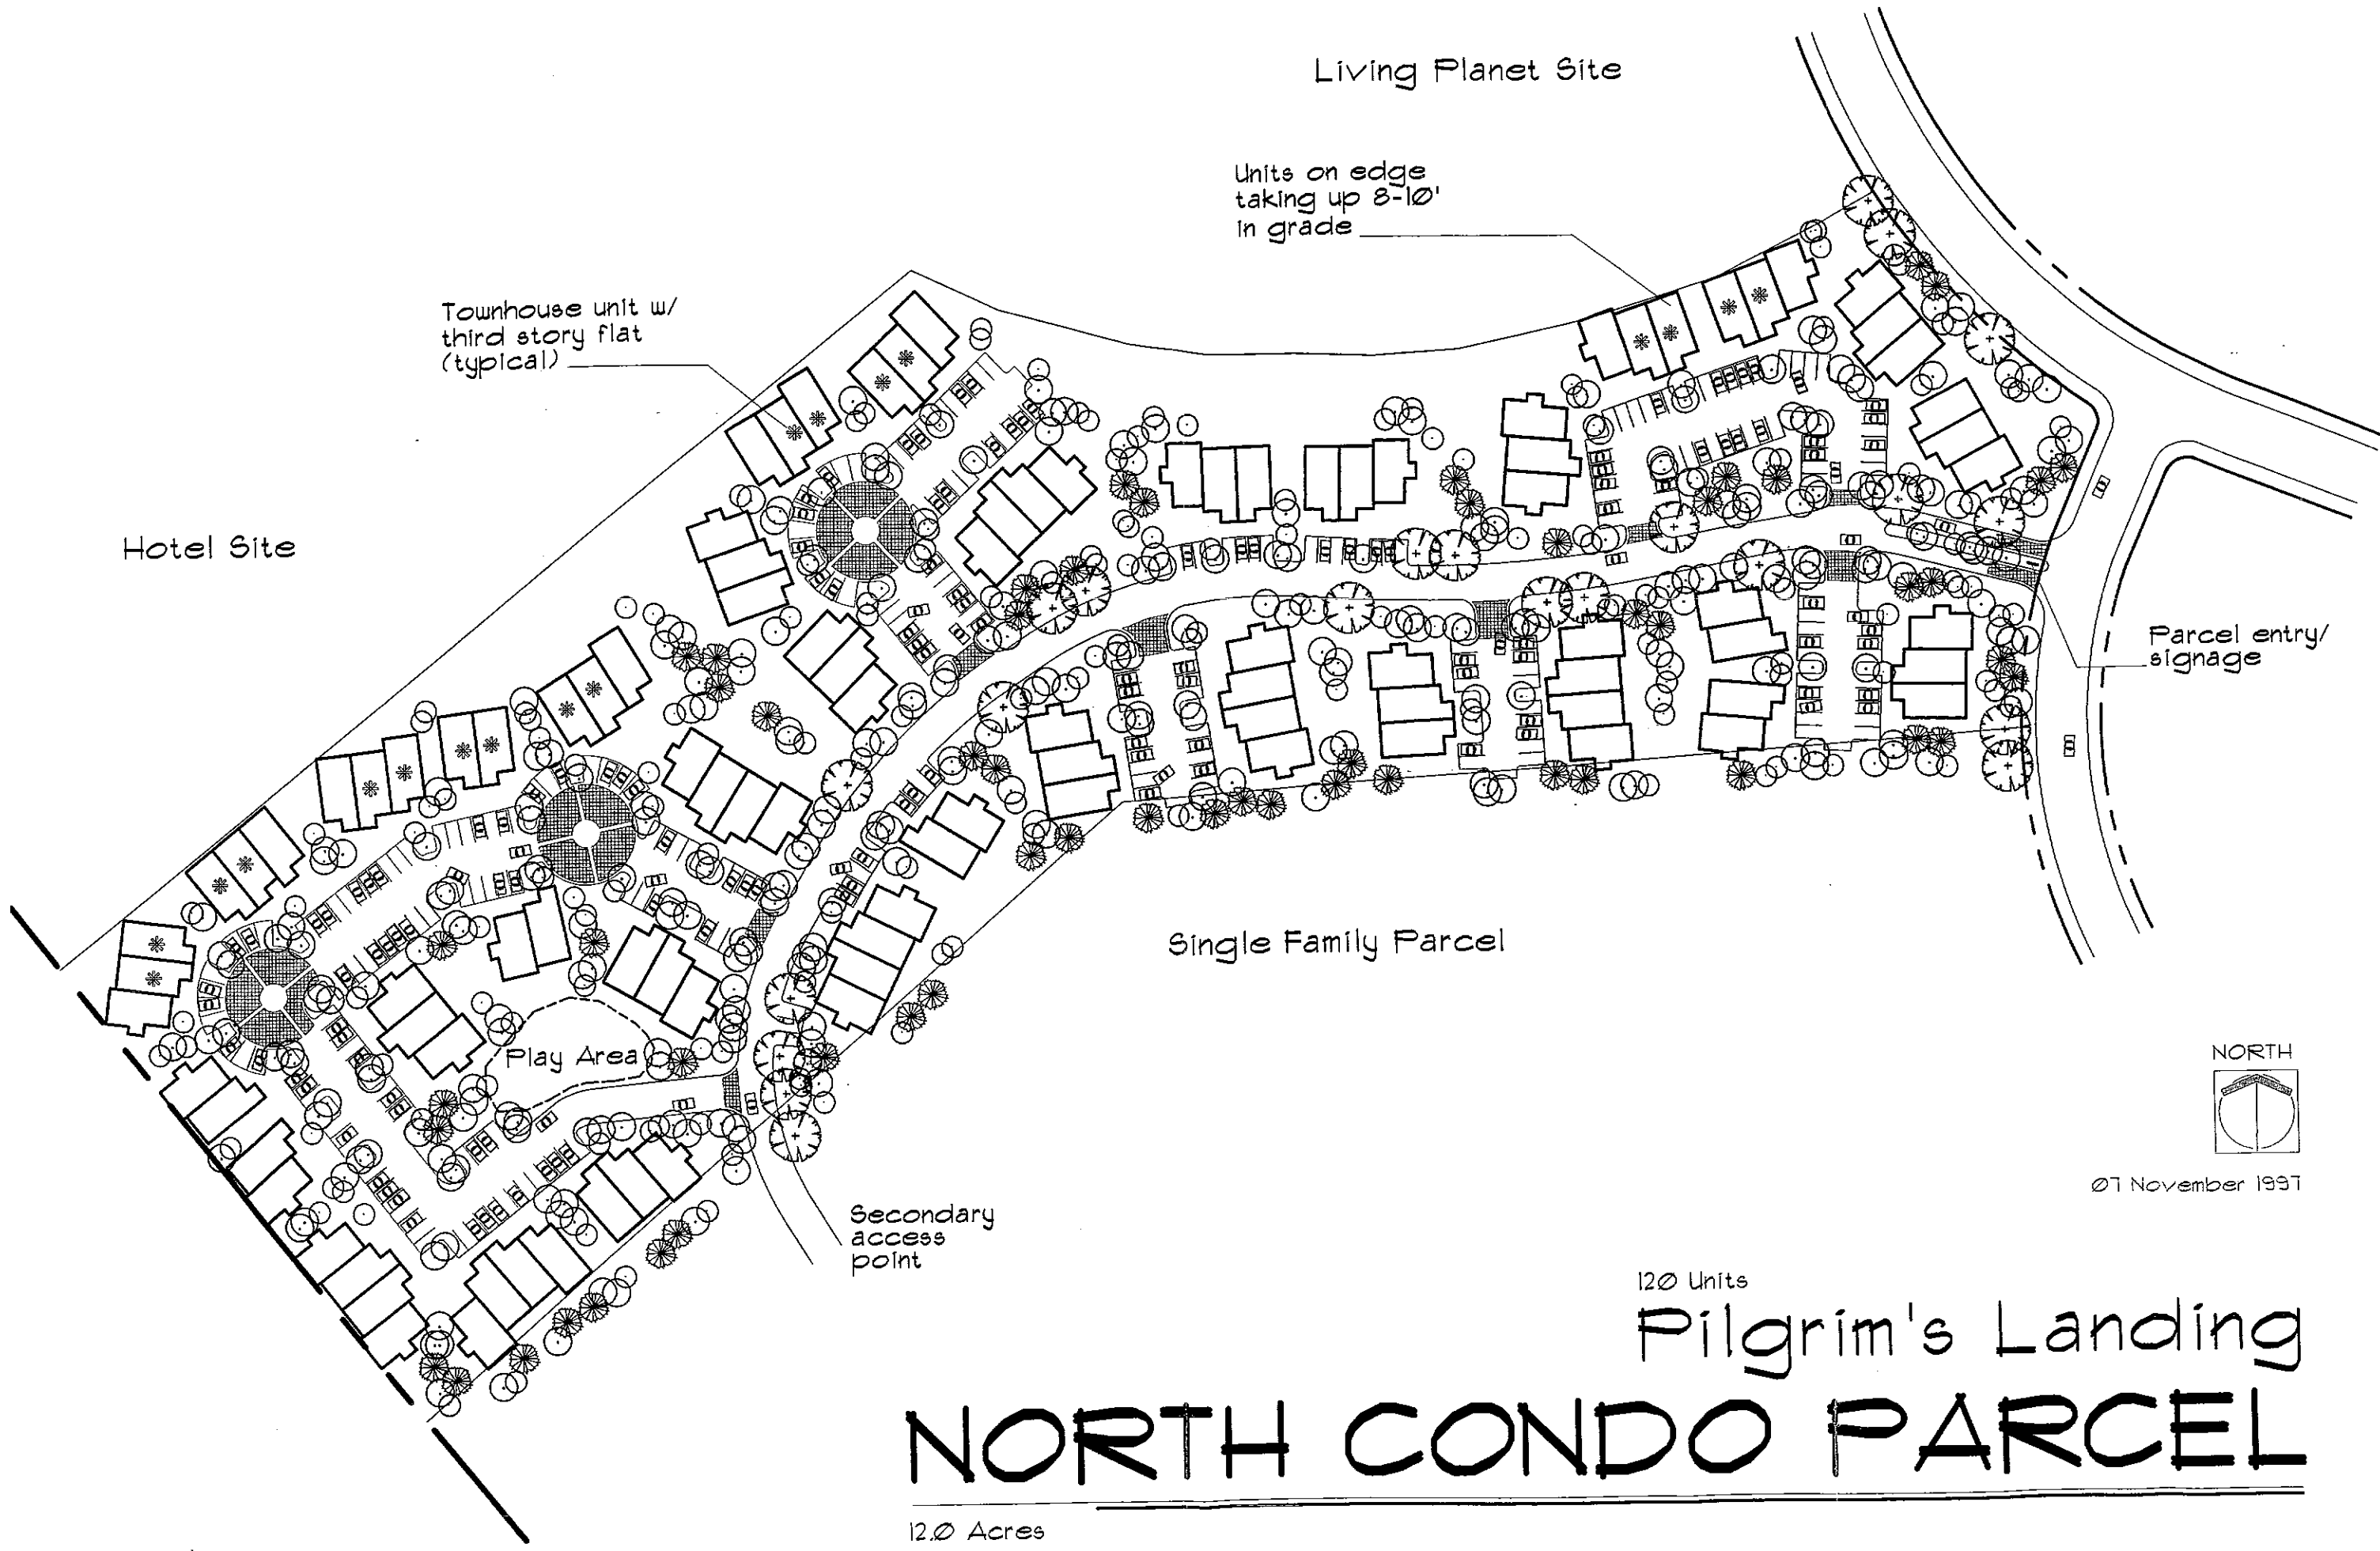 Living Planet Site
Units on edge
taking up 8-10'
in grade
Townhouse unit w/
third story flat
(typical)
Hotel Site
Parcel entry/
signage
Single Family Parcel
Play Area
NORTH
07 November 1997
Secondary
access
point
120 Units
Pilgrim's Landing
NORTH CONDO PARCEL
12.0 Acres